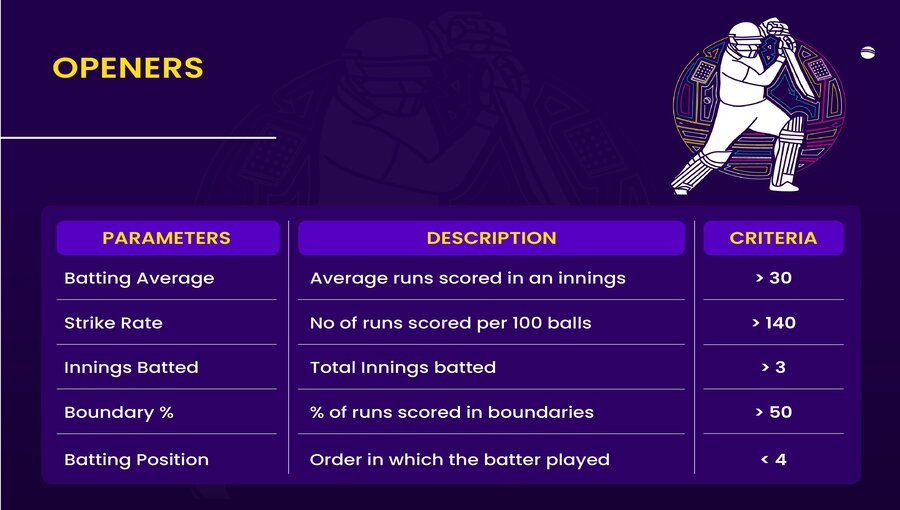 OPENERS
PARAMETERS DESCRIPTION CRITERIA
Batting Average Average runs scored in an innings > 30
Strike Rate No of runs scored per 100 balls > 140
Innings Batted Total Innings batted > 3
Boundary % % of runs scored in boundaries > 50
Batting Position Order in which the batter played < 4